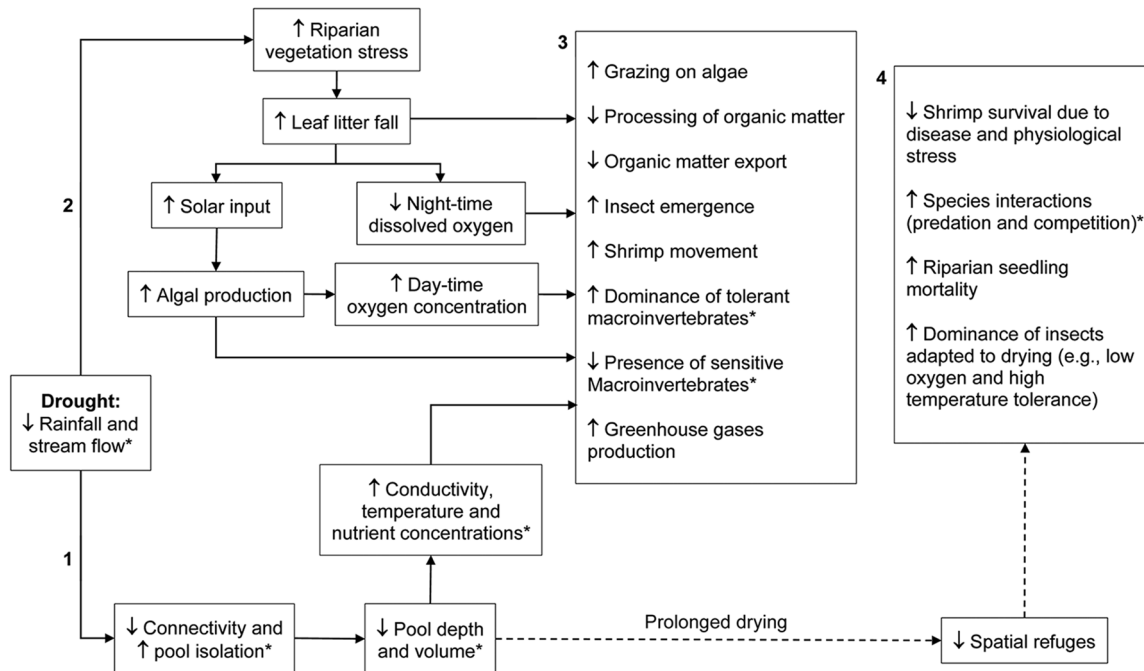 ↑ Riparian
vegetation stress
↑ Leaf litter fall
2
↑ Solar input
↓ Night-time
dissolved oxygen
↑ Algal production
↑ Day-time
oxygen concentration
Drought:
↓ Rainfall and
stream flow*
1
↓ Connectivity and
↑ pool isolation*
↓ Pool depth
and volume*
↑ Conductivity,
temperature and
nutrient concentrations*
3
↑ Grazing on algae
↓ Processing of organic matter
↓ Organic matter export
↑ Insect emergence
↑ Shrimp movement
↑ Dominance of tolerant
macroinvertebrates*
↓ Presence of sensitive
Macroinvertebrates*
↑ Greenhouse gases
production
Prolonged drying
↓ Spatial refuges
4
↓ Shrimp survival due to
disease and physiological
stress
↑ Species interactions
(predation and competition)*
↑ Riparian seedling
mortality
↑ Dominance of insects
adapted to drying (e.g., low
oxygen and high
temperature tolerance)